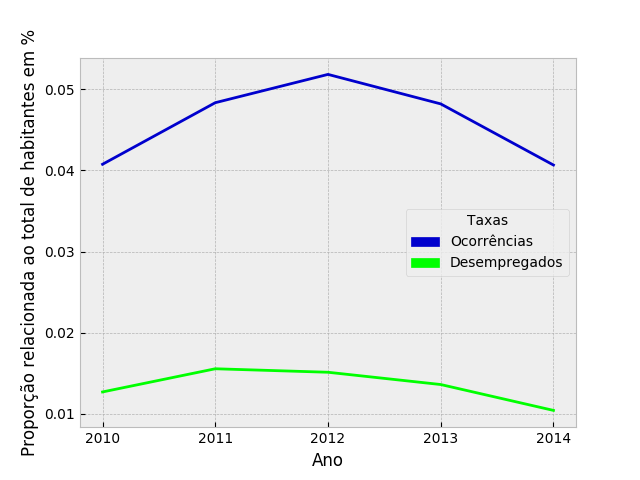 Proporção relacionada ao total de habitantes em %
0.05
0.04
0.03
0.02
0.01
Taxas
Ocorrências
Desempregados
2010 2011 2012 2013 2014
Ano